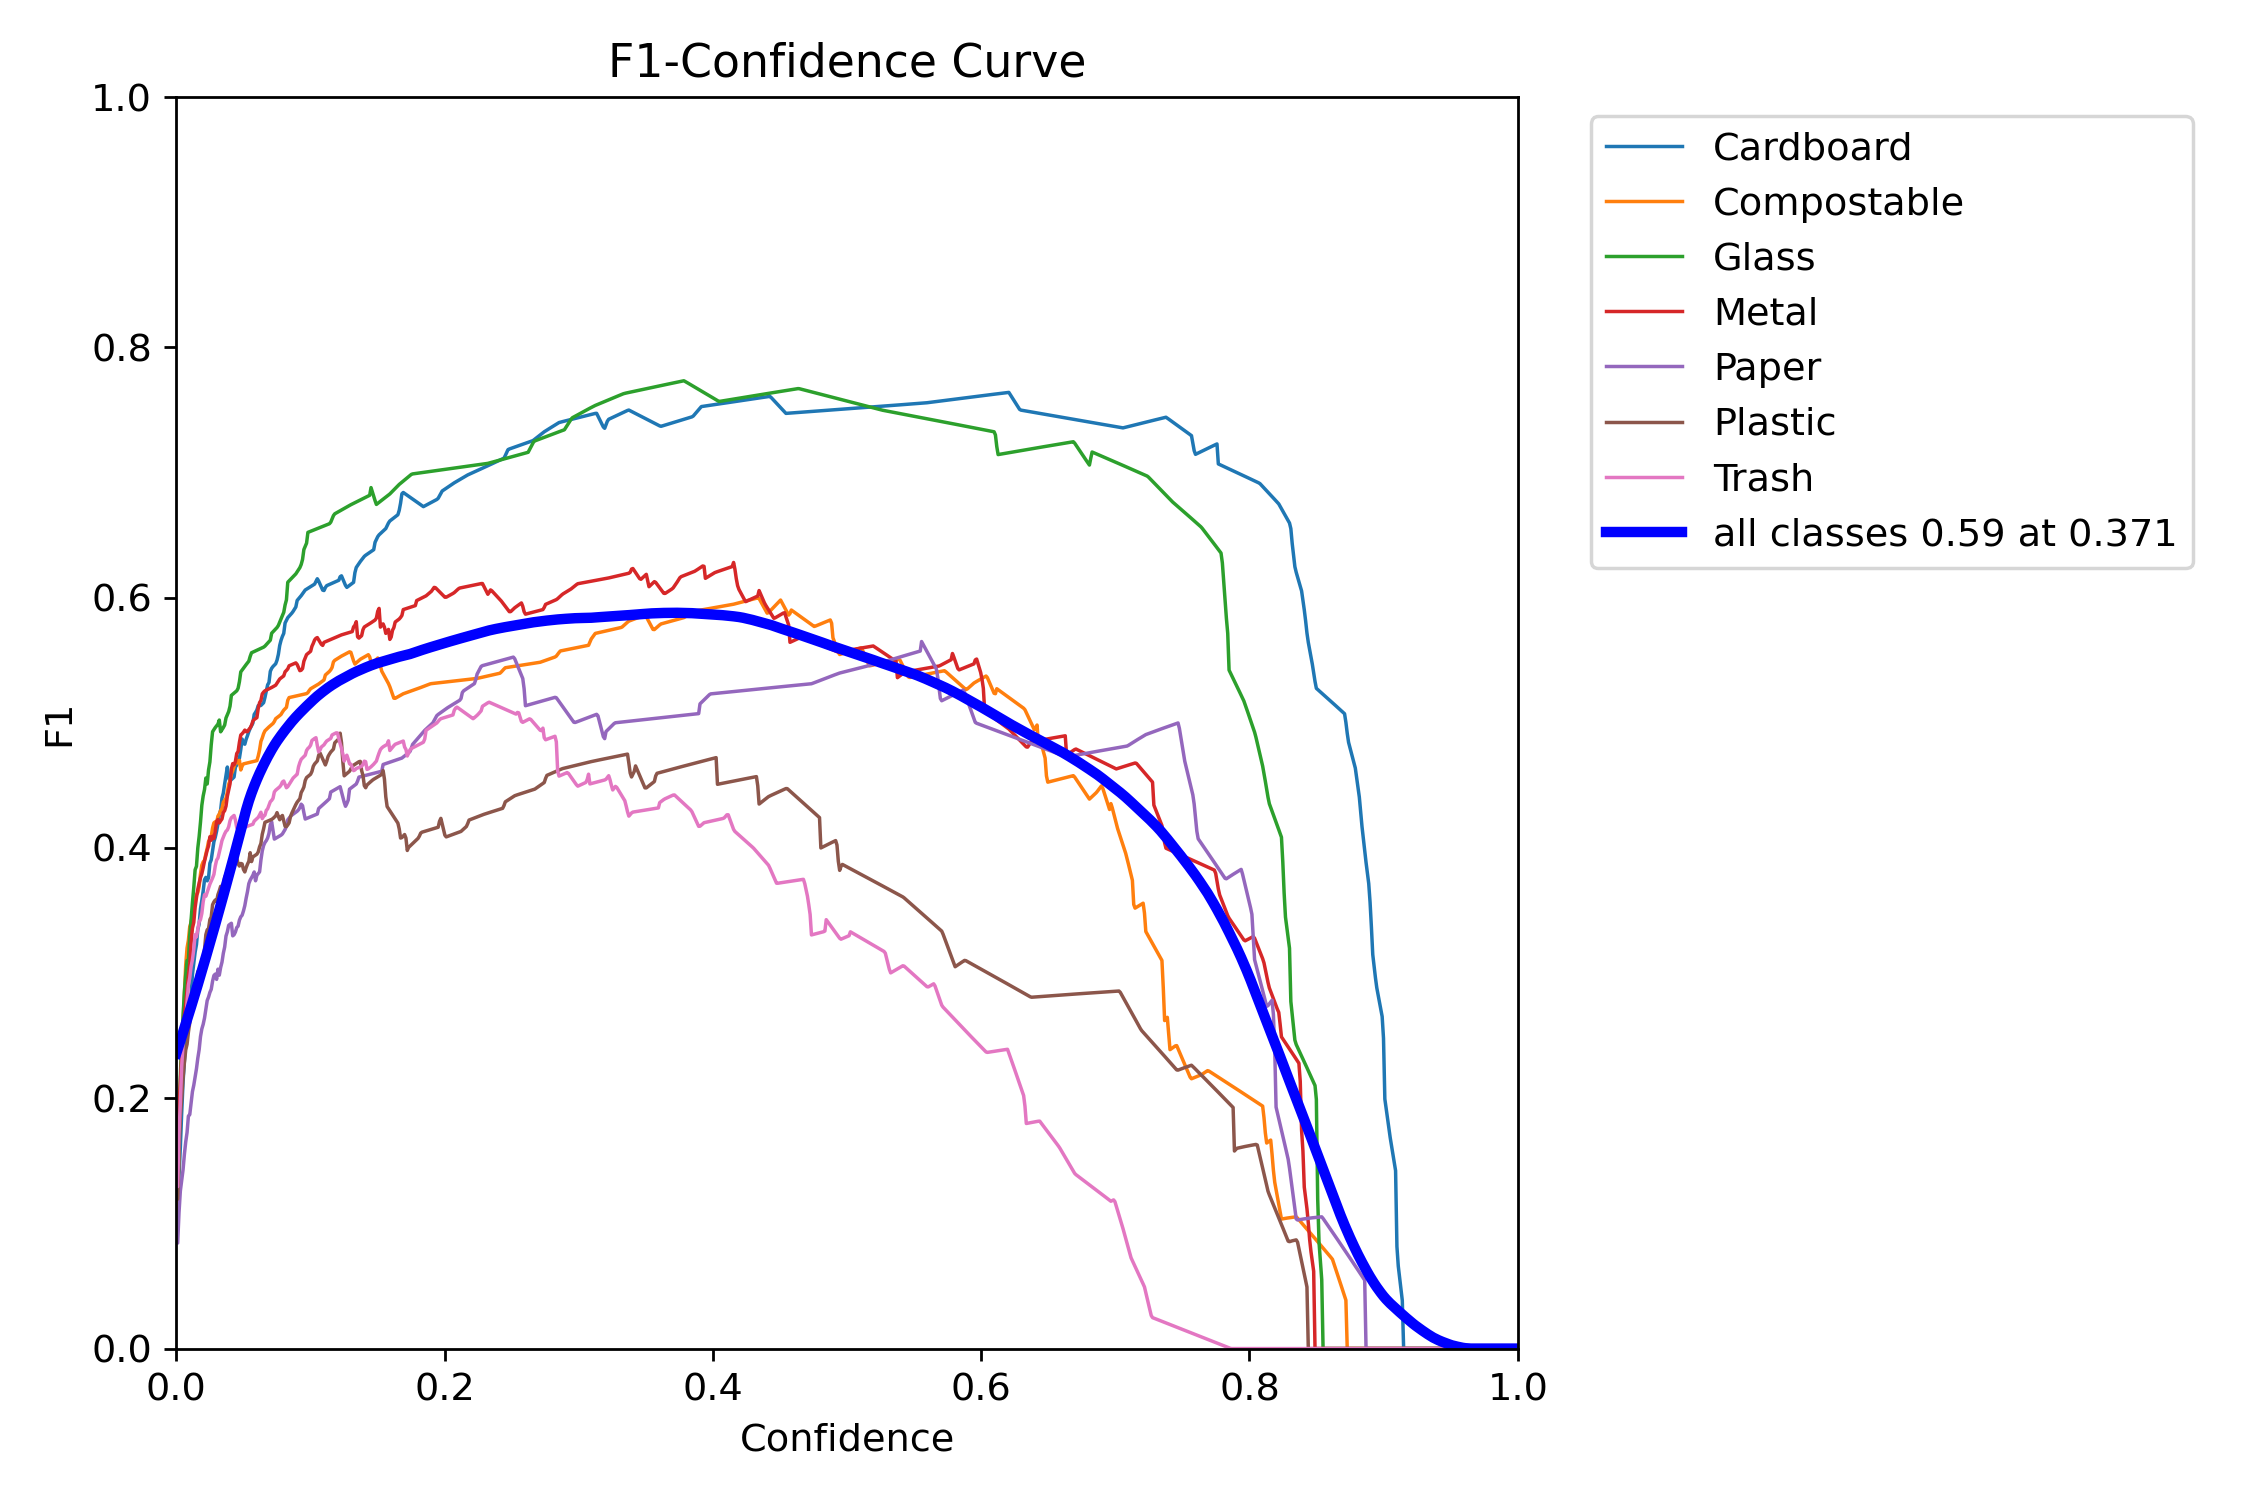 F1-Confidence Curve
1.0
0.8
0.6
0.4
0.2
0.0
F1
0.0 0.2 0.4 0.6 0.8 1.0
Confidence
Cardboard
Compostable
Glass
Metal
Paper
Plastic
Trash
all classes 0.59 at 0.371